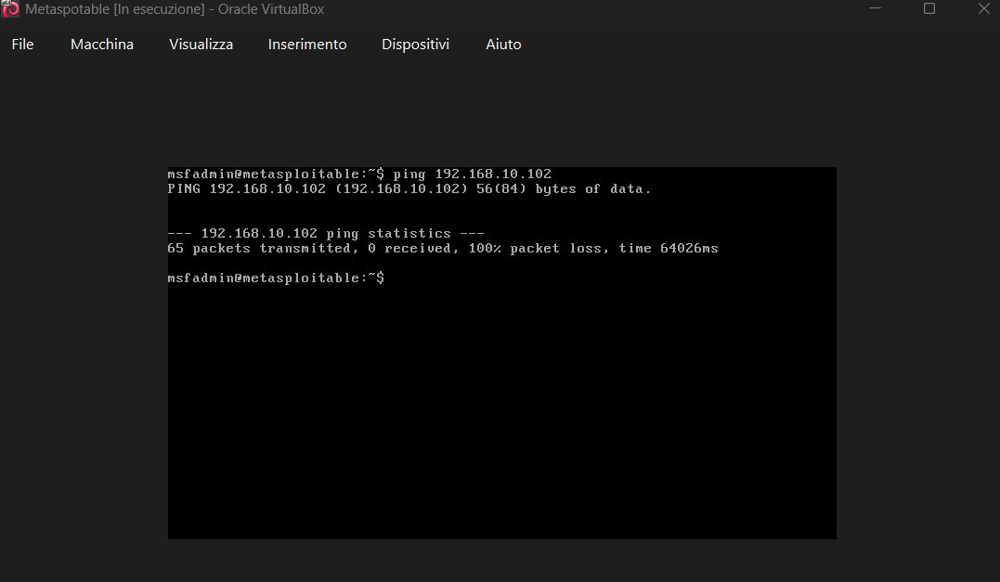 Metaspotable [In esecuzione] - Oracle VirtualBox
File Macchina Visualizza Inserimento Dispositivi Aiuto
msfadmin@metasploitable:~$ ping 192.168.10.102
PING 192.168.10.102 (192.168.10.102) 56(84) bytes of data.
--- 192.168.10.102 ping statistics ---
65 packets transmitted, 0 received, 100% packet loss, time 64026ms
msfadmin@metasploitable:~$